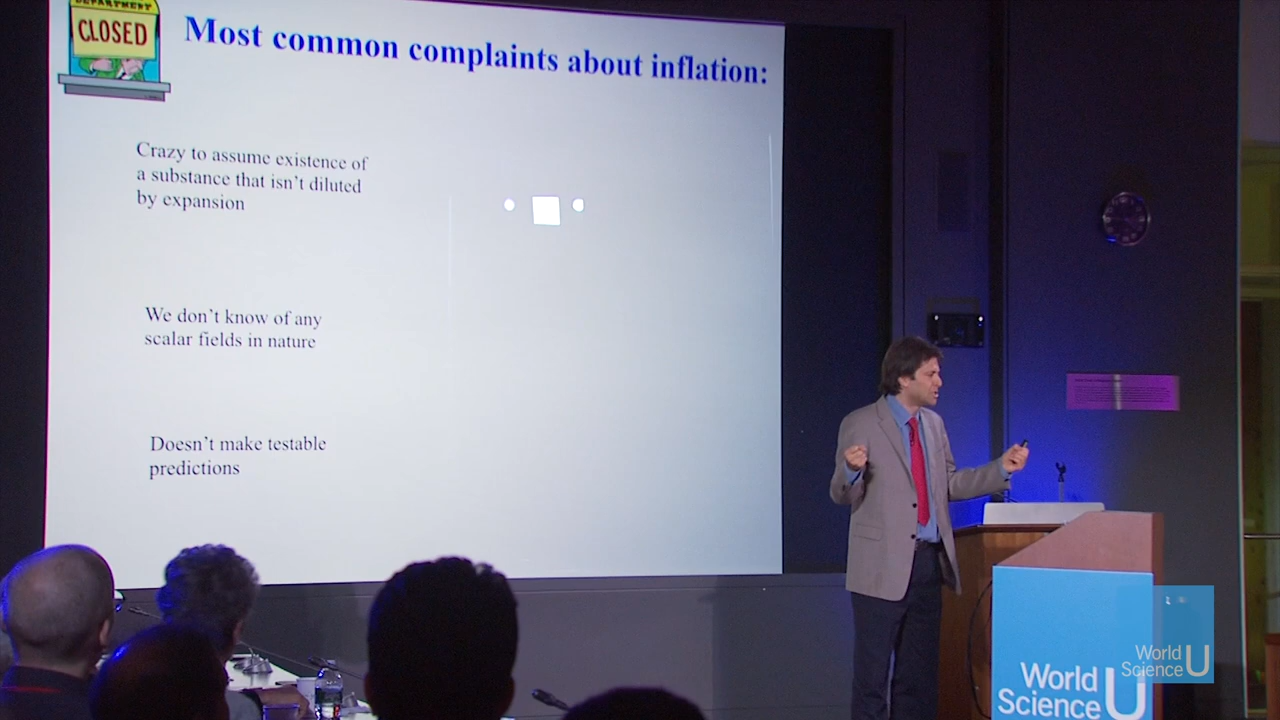 DEPARTMENT
CLOSED
Most common complaints about inflation:
Crazy to assume existence of
a substance that isn't diluted
by expansion
We don't know of any
scalar fields in nature
Doesn't make testable
predictions
World
Science U
World
Science U